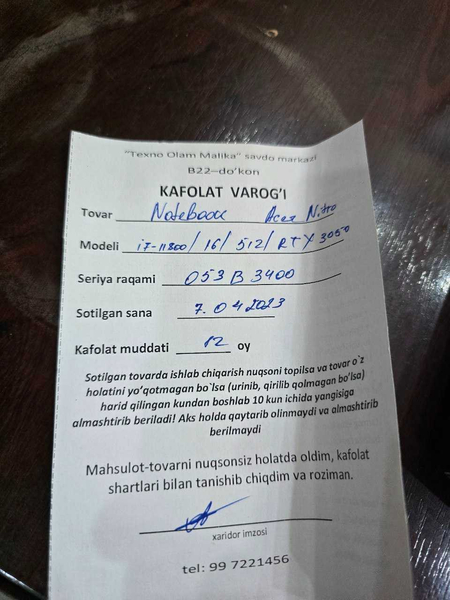 "Texno Olam Malika" savdo markazi
B22–do'kon
KAFOLAT VAROG'I
Tovar Notebook Acer Nitro
Modeli i7-11800/16/512/RTX 3050
Seriya raqami 053B3400
Sotilgan sana 7.04.2023
Kafolat muddati 12 oy
Sotilgan tovarda ishlab chiqarish nuqsoni topilsa va tovar o`z
holatini yo'qotmagan bo`lsa (urinib, qirilib qolmagan bo'lsa)
harid qilingan kundan boshlab 10 kun ichida yangisiga
almashtirib beriladi! Aks holda qaytarib olinmaydi va almashtirib
berilmaydi
Mahsulot-tovarni nuqsonsiz holatda oldim, kafolat
shartlari bilan tanishib chiqdim va roziman.
xaridor imzosi
tel: 99 7221456